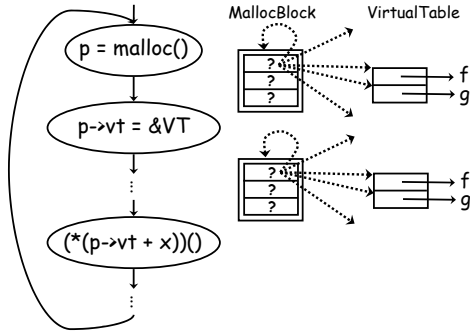 MallocBlock
VirtualTable
p = malloc()
p->vt = &VT
⋮
(*(p->vt + x))()
⋮
?
?
?
f
g
?
?
?
f
g